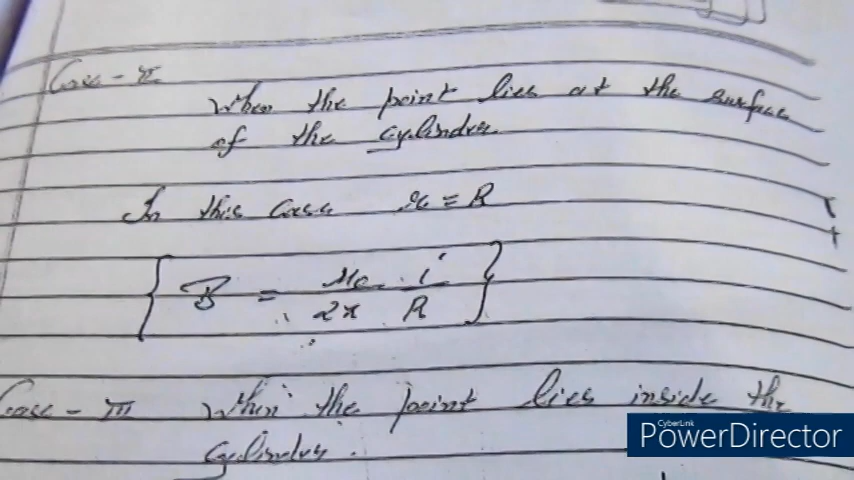 Case - II
When the point lies at the surface
of the cylinder.
In this case r = R
{ B = μ0/2π . i/R }
Case - III When the point lies inside the
cylinder.
CyberLink
PowerDirector